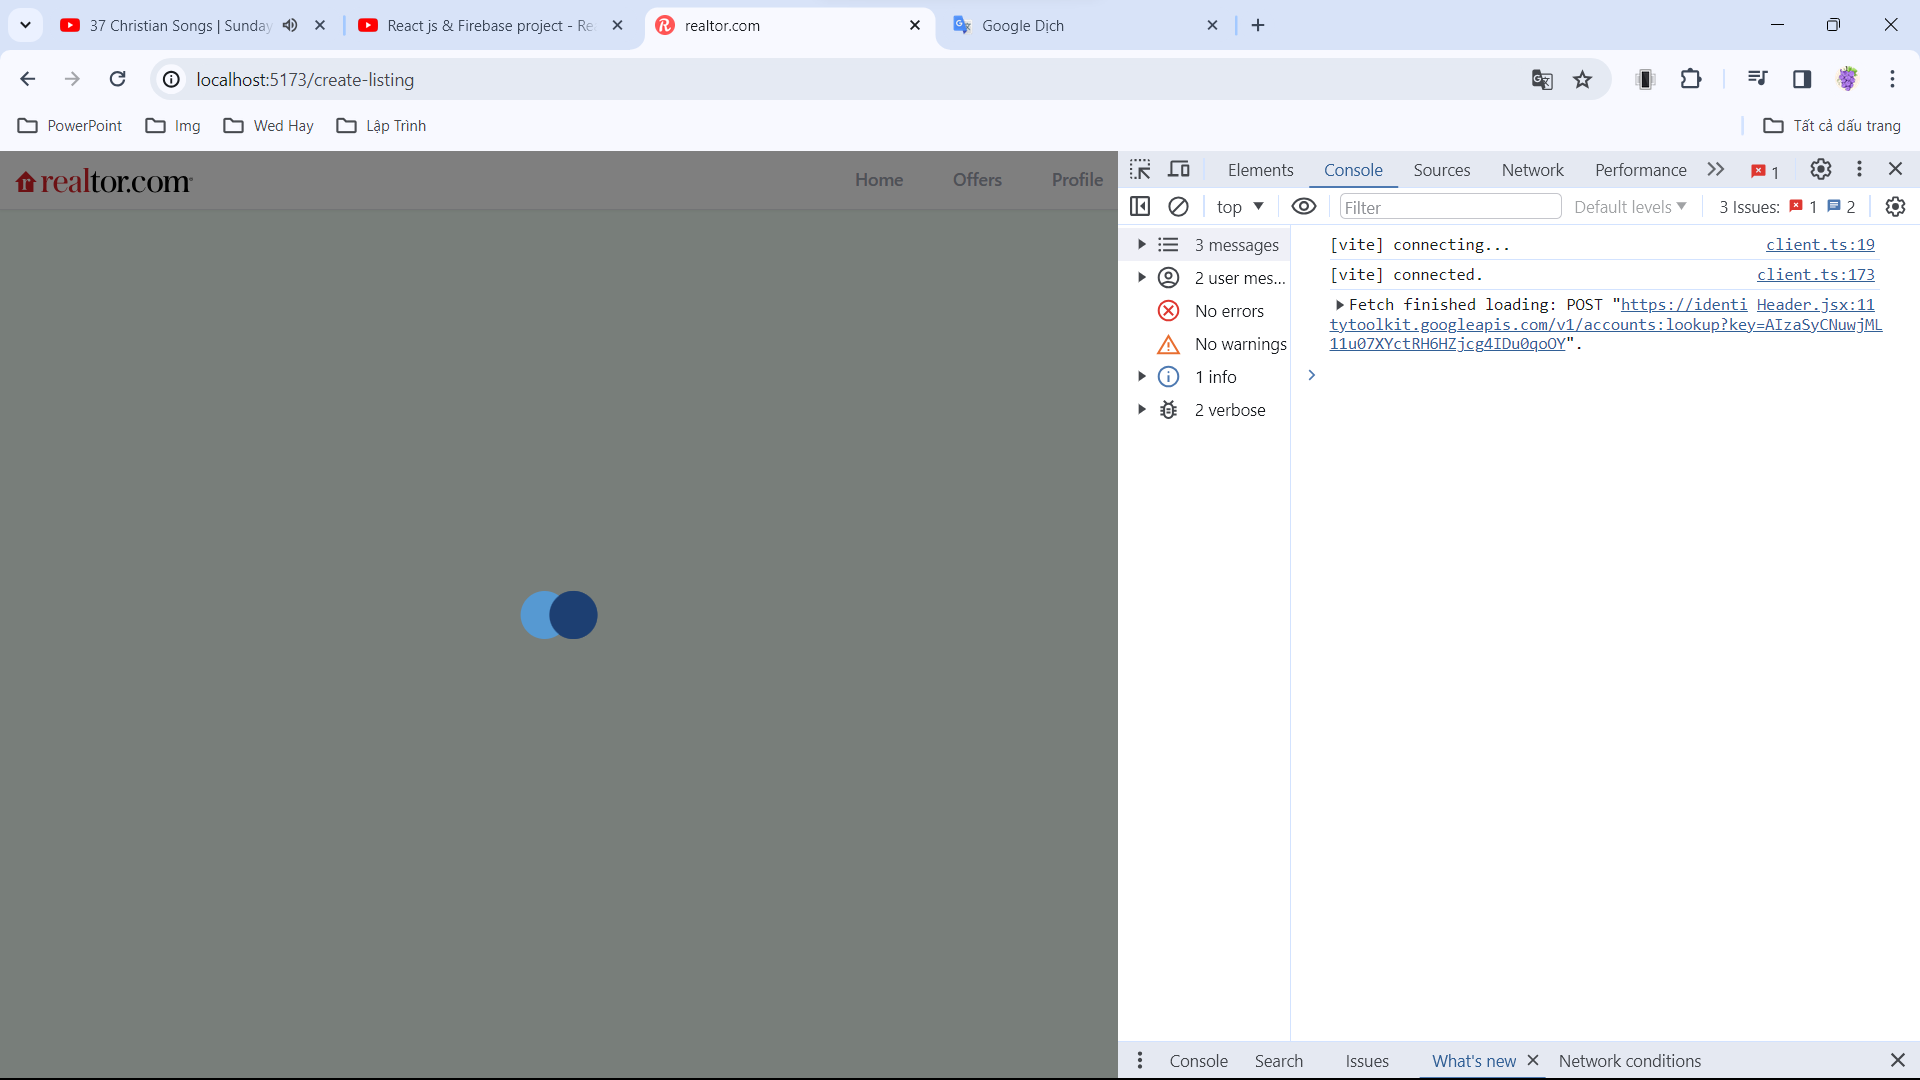 37 Christian Songs | Sunday
React js & Firebase project - Re
realtor.com
Google Dịch
localhost:5173/create-listing
PowerPoint
Img
Wed Hay
Lập Trình
Tất cả dấu trang
realtor.com
Home
Offers
Profile
Elements
Console
Sources
Network
Performance
1
top
Filter
Default levels
3 Issues:
1
2
3 messages
2 user mes...
No errors
No warnings
1 info
2 verbose
[vite] connecting...
client.ts:19
[vite] connected.
client.ts:173
Fetch finished loading: POST "https://identi
Header.jsx:11
tytoolkit.googleapis.com/v1/accounts:lookup?key=AIzaSyCNuwjML
11u07XYctRH6HZjcg4IDu0qoOY".
Console
Search
Issues
What's new
Network conditions